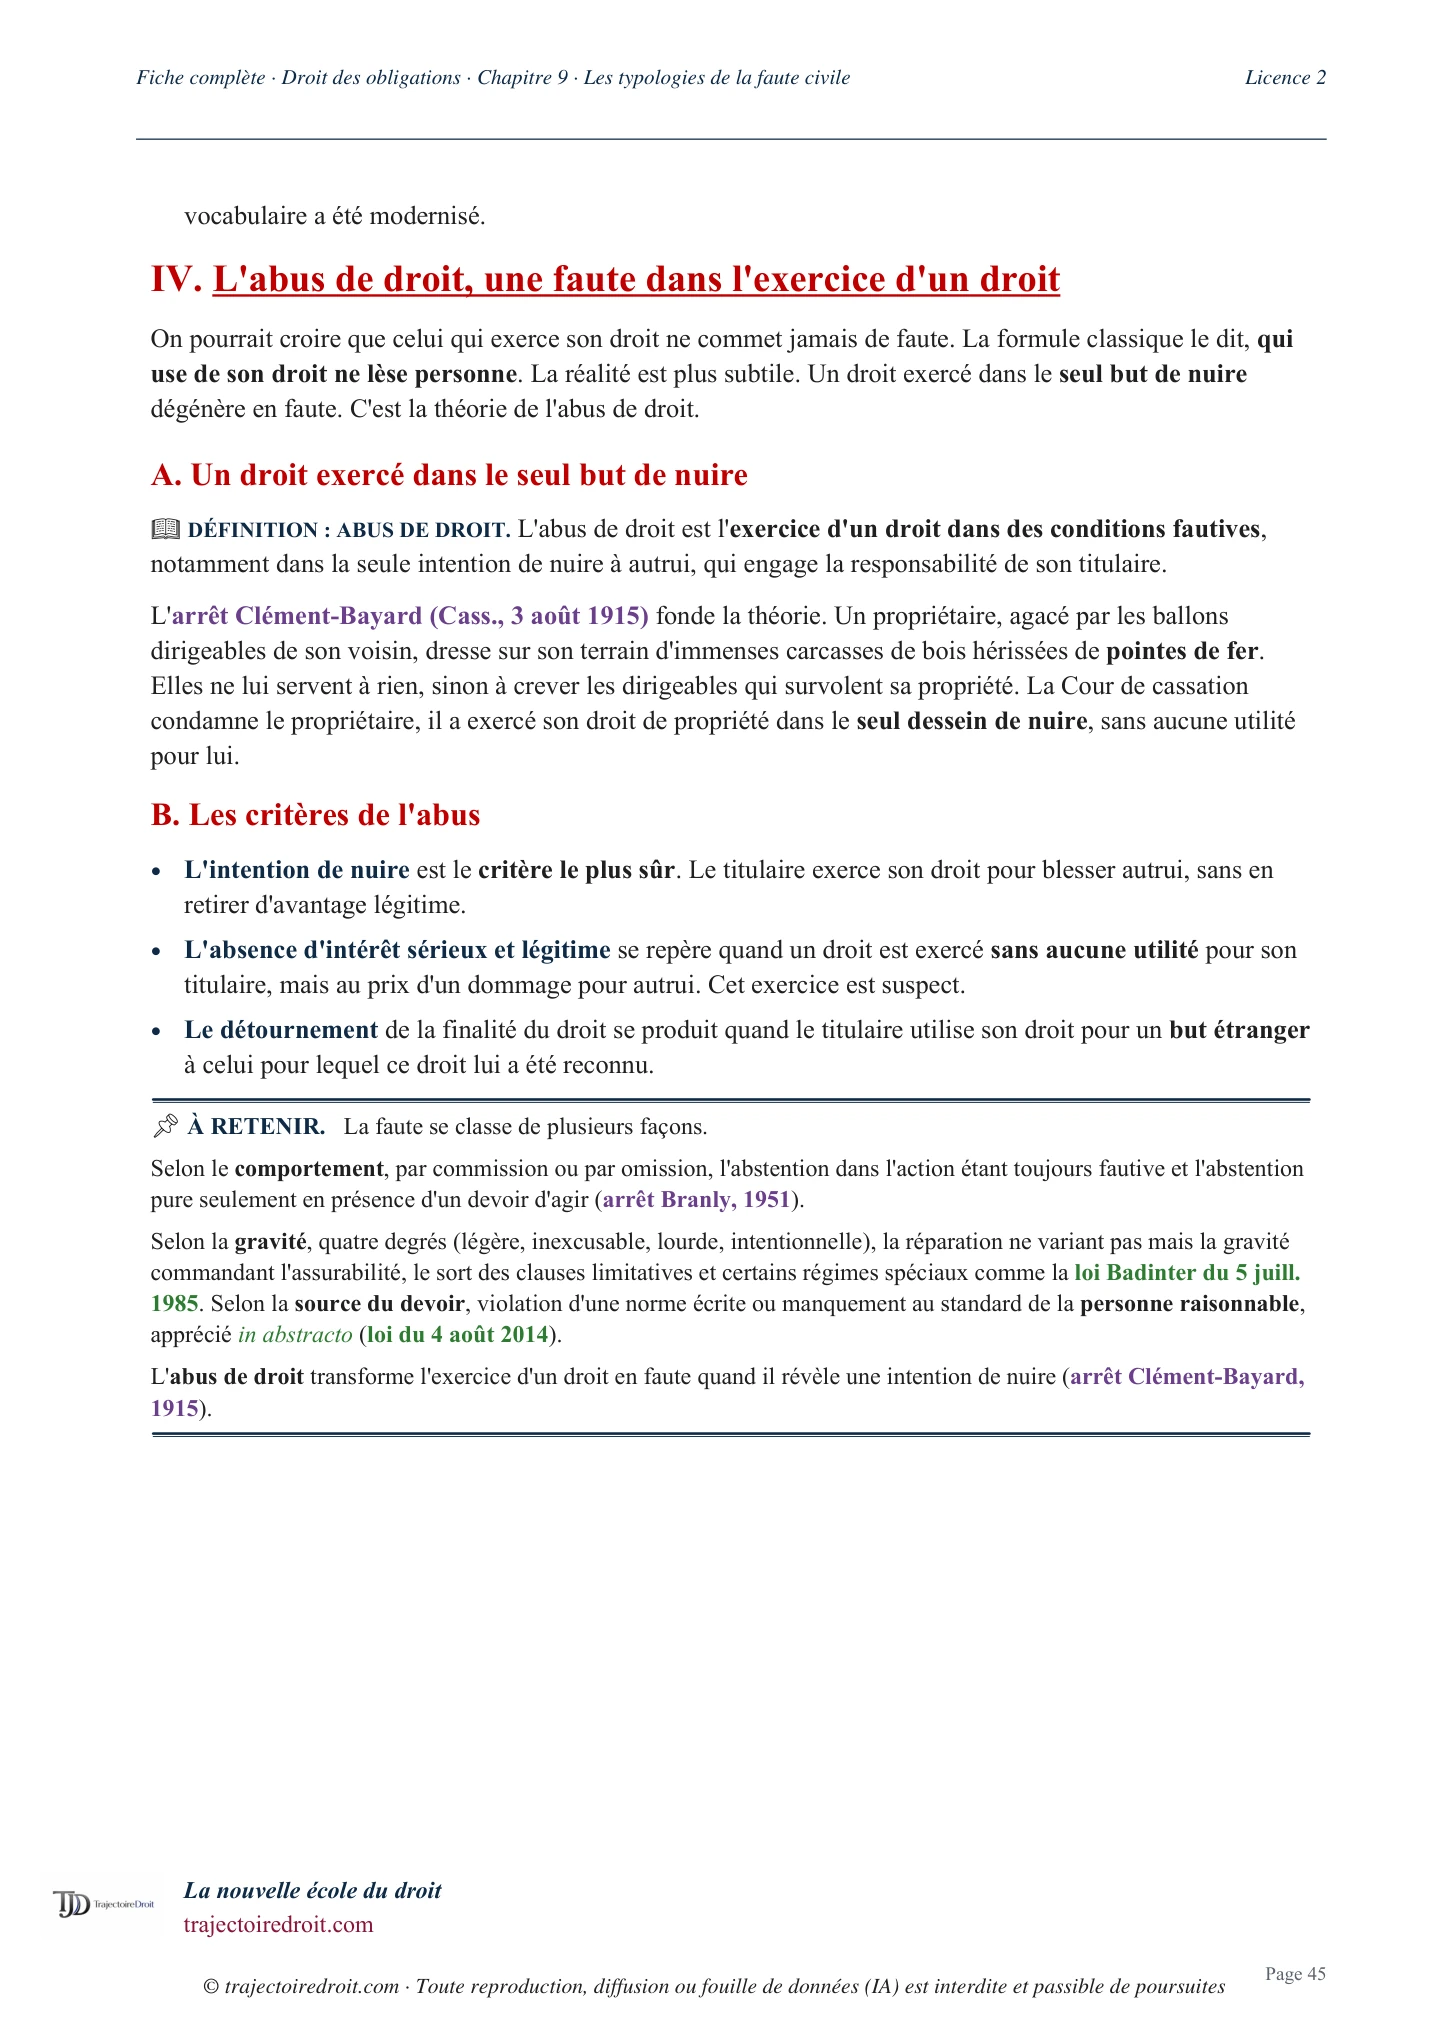 Fiche complète · Droit des obligations · Chapitre 9 · Les typologies de la faute civile
Licence 2
vocabulaire a été modernisé.
IV. L'abus de droit, une faute dans l'exercice d'un droit
On pourrait croire que celui qui exerce son droit ne commet jamais de faute. La formule classique le dit, qui
use de son droit ne lèse personne. La réalité est plus subtile. Un droit exercé dans le seul but de nuire
dégénère en faute. C'est la théorie de l'abus de droit.
A. Un droit exercé dans le seul but de nuire
DÉFINITION : ABUS DE DROIT. L'abus de droit est l'exercice d'un droit dans des conditions fautives,
notamment dans la seule intention de nuire à autrui, qui engage la responsabilité de son titulaire.
L'arrêt Clément-Bayard (Cass., 3 août 1915) fonde la théorie. Un propriétaire, agacé par les ballons
dirigeables de son voisin, dresse sur son terrain d'immenses carcasses de bois hérissées de pointes de fer.
Elles ne lui servent à rien, sinon à crever les dirigeables qui survolent sa propriété. La Cour de cassation
condamne le propriétaire, il a exercé son droit de propriété dans le seul dessein de nuire, sans aucune utilité
pour lui.
B. Les critères de l'abus
• L'intention de nuire est le critère le plus sûr. Le titulaire exerce son droit pour blesser autrui, sans en
retirer d'avantage légitime.
• L'absence d'intérêt sérieux et légitime se repère quand un droit est exercé sans aucune utilité pour son
titulaire, mais au prix d'un dommage pour autrui. Cet exercice est suspect.
• Le détournement de la finalité du droit se produit quand le titulaire utilise son droit pour un but étranger
à celui pour lequel ce droit lui a été reconnu.
À RETENIR. La faute se classe de plusieurs façons.
Selon le comportement, par commission ou par omission, l'abstention dans l'action étant toujours fautive et l'abstention
pure seulement en présence d'un devoir d'agir (arrêt Branly, 1951).
Selon la gravité, quatre degrés (légère, inexcusable, lourde, intentionnelle), la réparation ne variant pas mais la gravité
commandant l'assurabilité, le sort des clauses limitatives et certains régimes spéciaux comme la loi Badinter du 5 juill.
1985. Selon la source du devoir, violation d'une norme écrite ou manquement au standard de la personne raisonnable,
apprécié in abstracto (loi du 4 août 2014).
L'abus de droit transforme l'exercice d'un droit en faute quand il révèle une intention de nuire (arrêt Clément-Bayard,
1915).
La nouvelle école du droit
TJD TrajectoireDroit
trajectoiredroit.com
Page 45
© trajectoiredroit.com · Toute reproduction, diffusion ou fouille de données (IA) est interdite et passible de poursuites